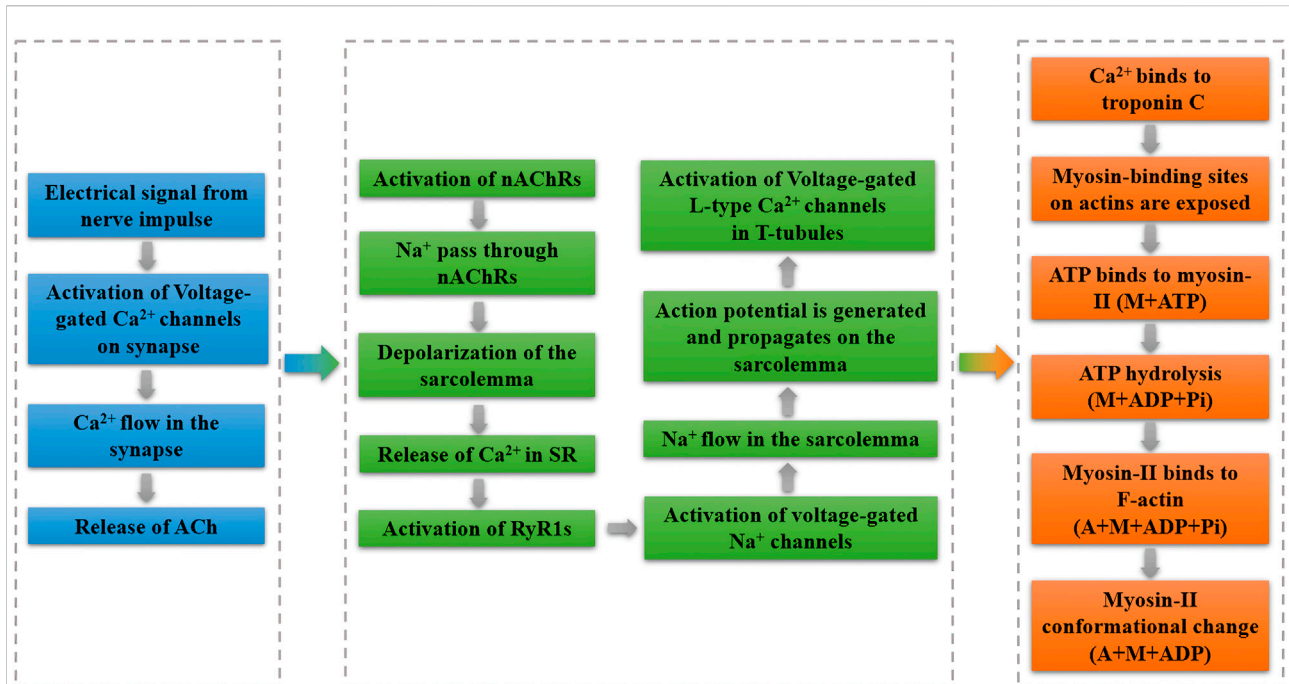 Electrical signal from
nerve impulse
Activation of Voltage-
gated Ca²⁺ channels
on synapse
Ca²⁺ flow in the
synapse
Release of ACh
Activation of nAChRs
Na⁺ pass through
nAChRs
Depolarization of the
sarcolemma
Release of Ca²⁺ in SR
Activation of RyR1s
Activation of voltage-gated
Na⁺ channels
Na⁺ flow in the sarcolemma
Action potential is generated
and propagates on the
sarcolemma
Activation of Voltage-gated
L-type Ca²⁺ channels
in T-tubules
Ca²⁺ binds to
troponin C
Myosin-binding sites
on actins are exposed
ATP binds to myosin-
II (M+ATP)
ATP hydrolysis
(M+ADP+Pi)
Myosin-II binds to
F-actin
(A+M+ADP+Pi)
Myosin-II
conformational change
(A+M+ADP)